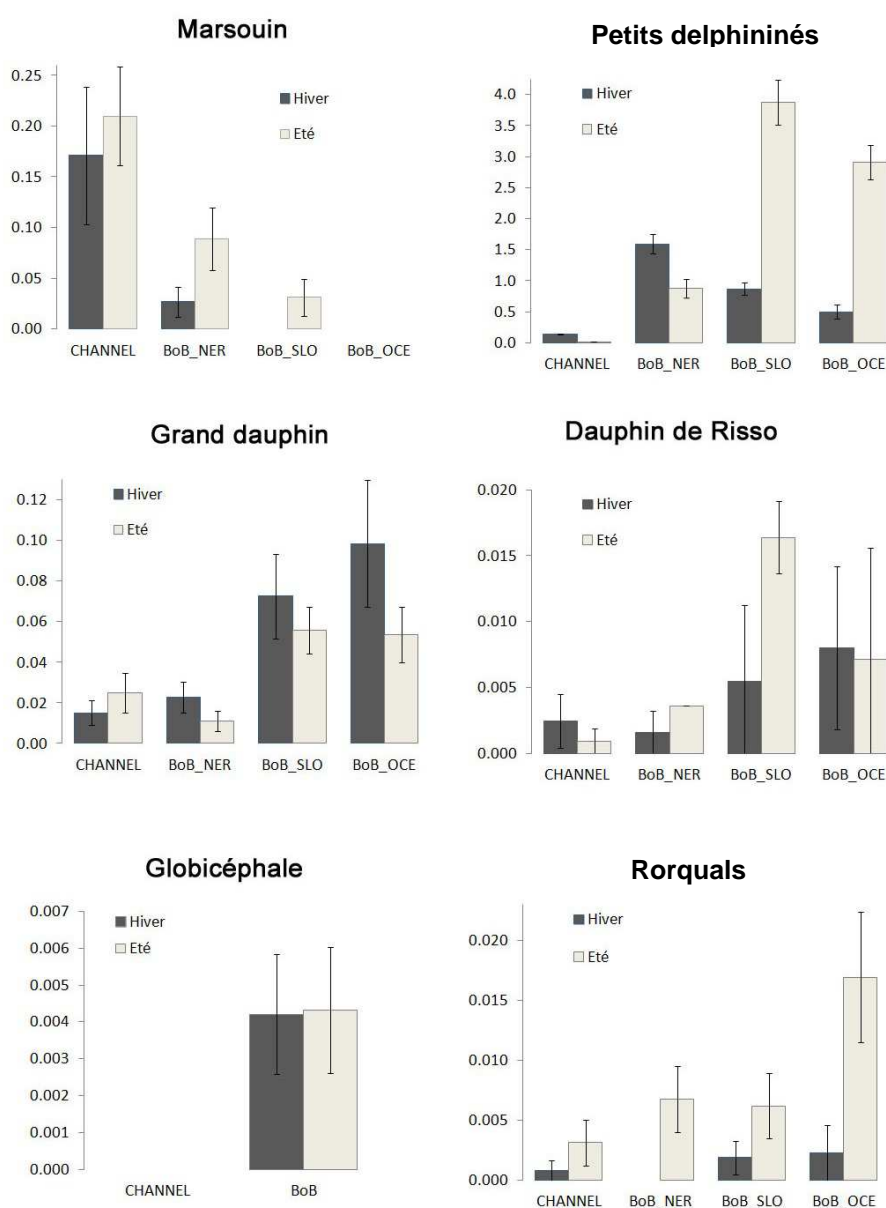 Marsouin
0.25
0.20
0.15
0.10
0.05
0.00
Hiver
Eté
CHANNEL BoB_NER BoB_SLO BoB_OCE
Petits delphininés
4.0
3.5
3.0
2.5
2.0
1.5
1.0
0.5
0.0
Hiver
Eté
CHANNEL BoB_NER BoB_SLO BoB_OCE
Grand dauphin
0.12
0.10
0.08
0.06
0.04
0.02
0.00
Hiver
Eté
CHANNEL BoB_NER BoB_SLO BoB_OCE
Dauphin de Risso
0.020
0.015
0.010
0.005
0.000
Hiver
Eté
CHANNEL BoB_NER BoB_SLO BoB_OCE
Globicéphale
0.007
0.006
0.005
0.004
0.003
0.002
0.001
0.000
Hiver
Eté
CHANNEL BoB
Rorquals
0.020
0.015
0.010
0.005
0.000
Hiver
Eté
CHANNEL BoB_NER BoB_SLO BoB_OCE